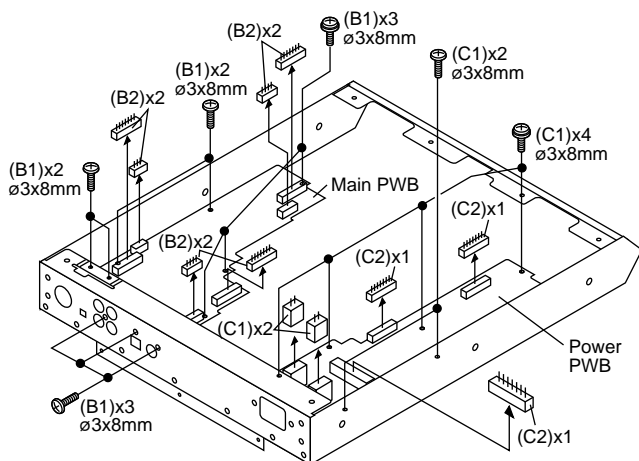 (B1)x3
ø3x8mm
(B2)x2
(C1)x2
ø3x8mm
(B1)x2
ø3x8mm
(B2)x2
(C1)x4
ø3x8mm
(B1)x2
ø3x8mm
Main PWB
(C2)x1
(B2)x2
(C2)x1
(C1)x2
Power
PWB
(B1)x3
ø3x8mm
(C2)x1